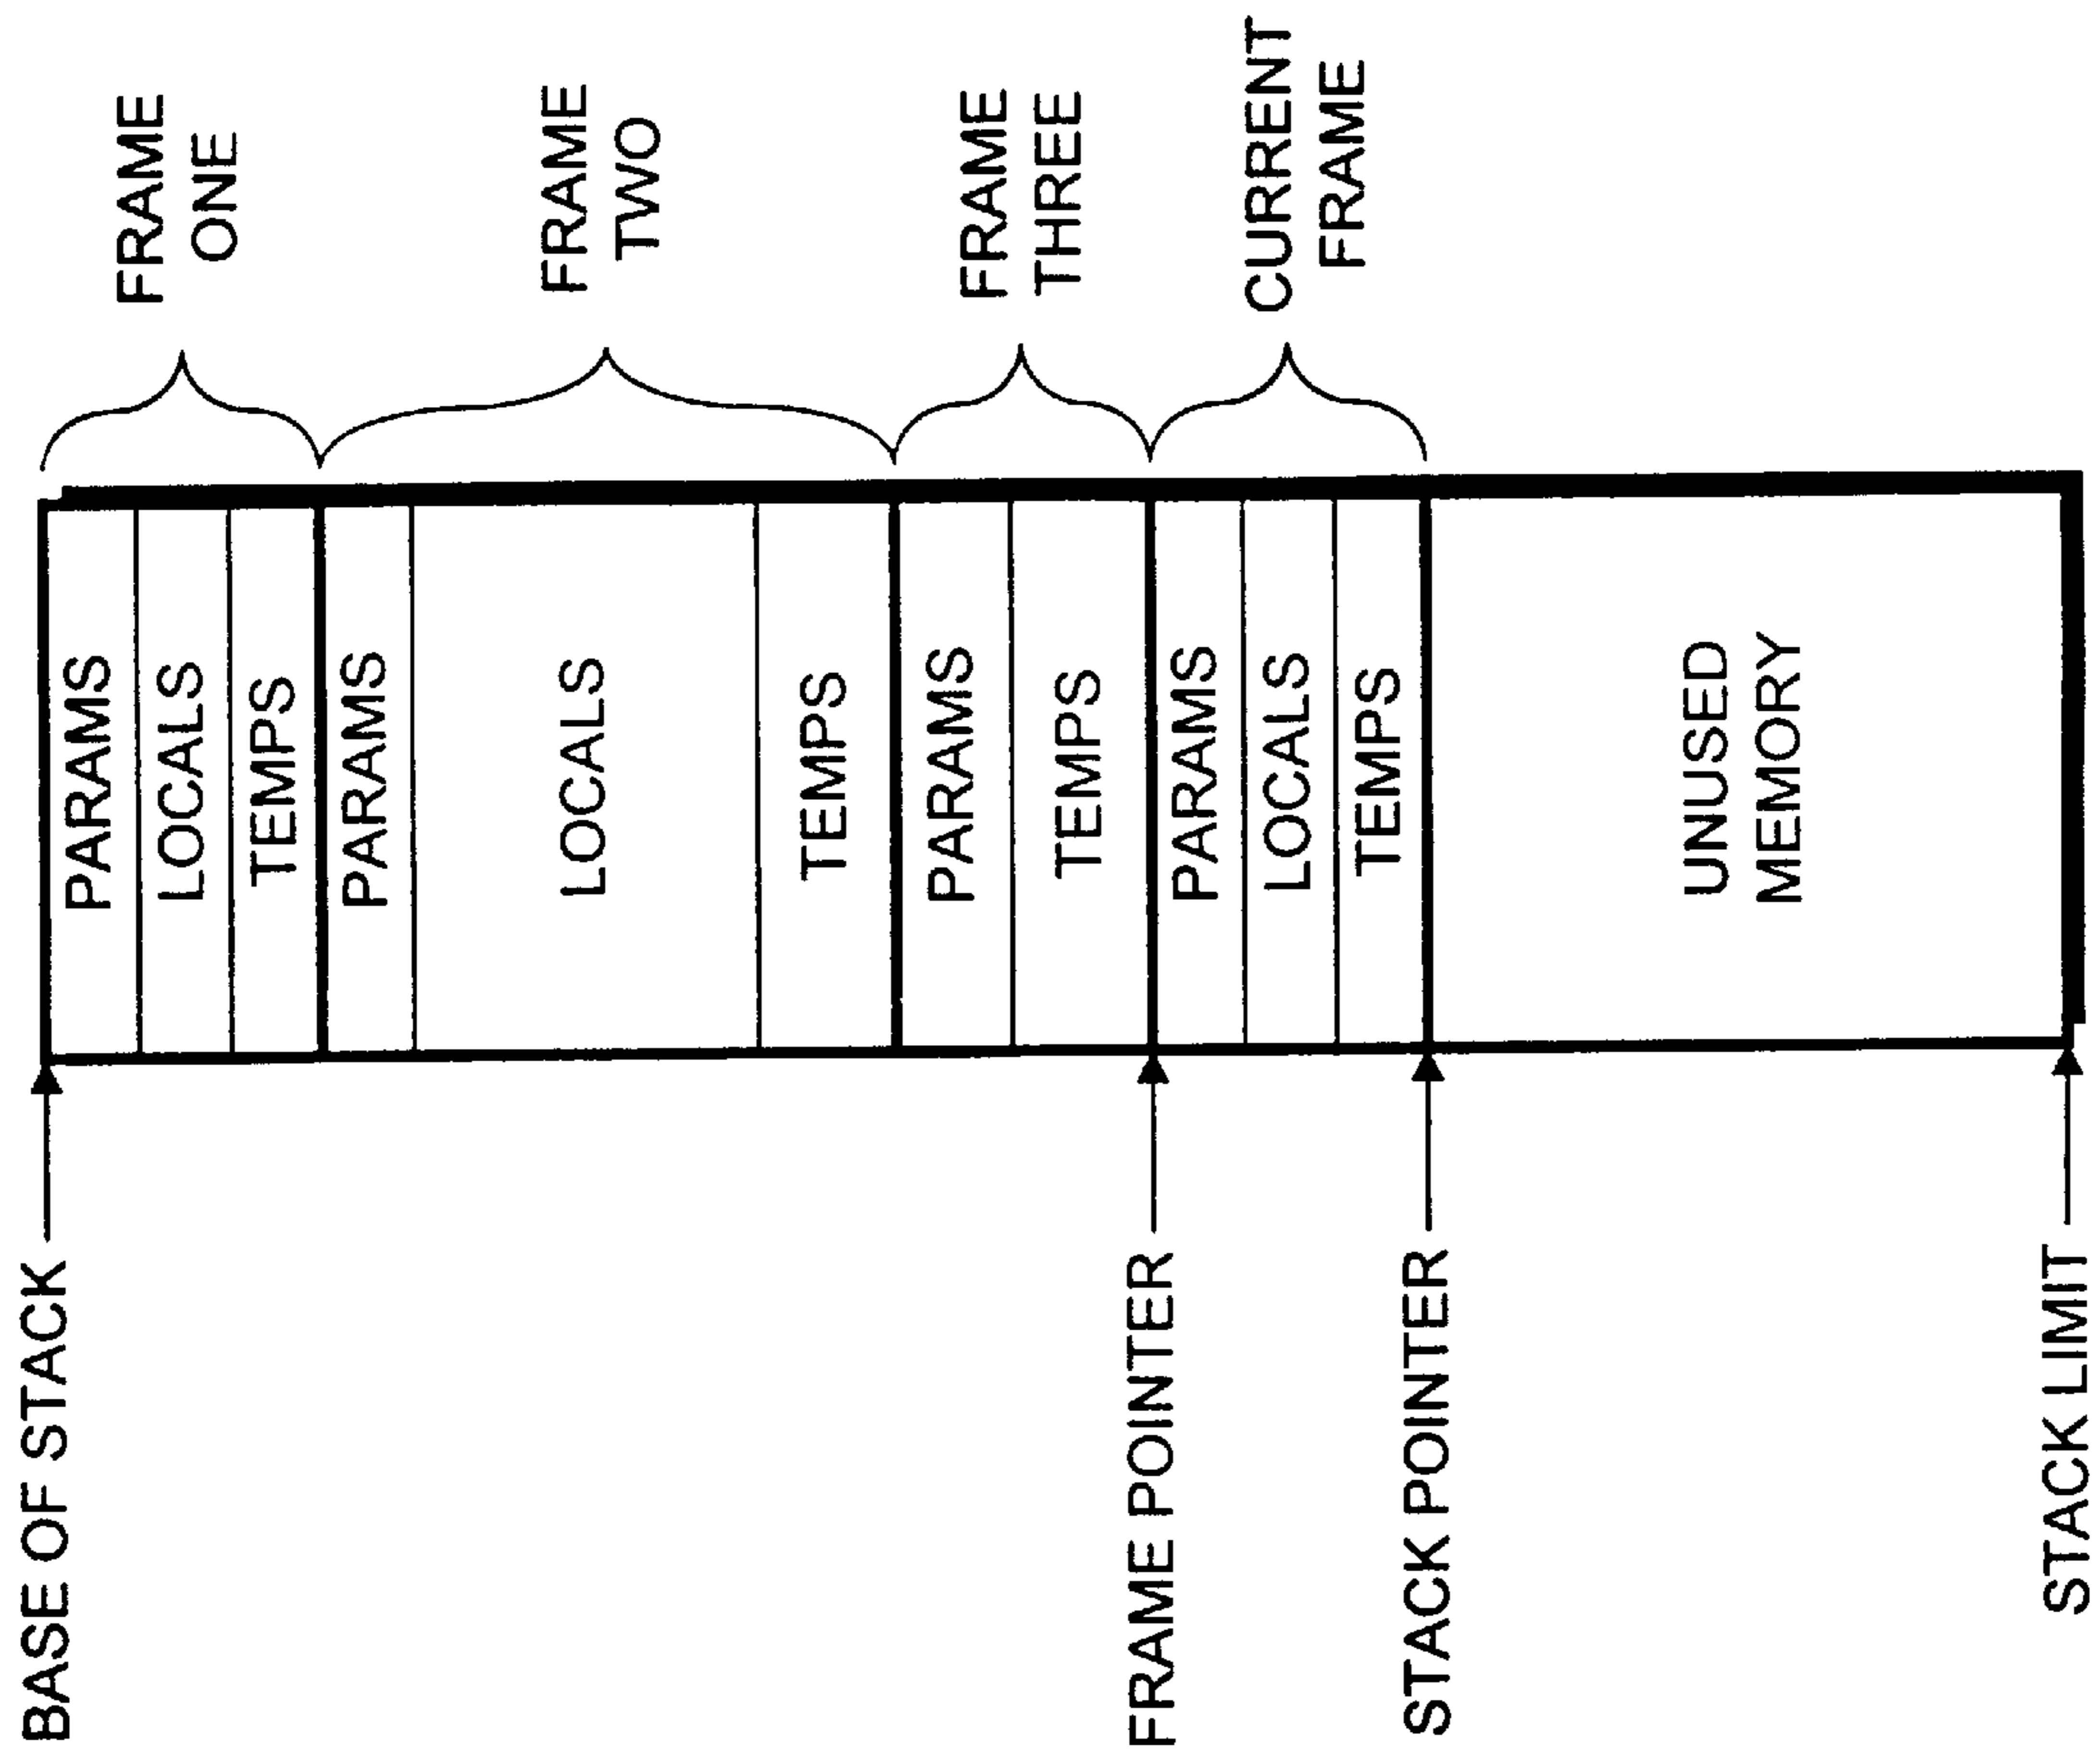 BASE OF STACK
FRAME POINTER
STACK POINTER
STACK LIMIT
PARAMS
LOCALS
TEMPS
PARAMS
LOCALS
TEMPS
PARAMS
TEMPS
PARAMS
LOCALS
TEMPS
UNUSED
MEMORY
FRAME
ONE
FRAME
TWO
FRAME
THREE
CURRENT
FRAME